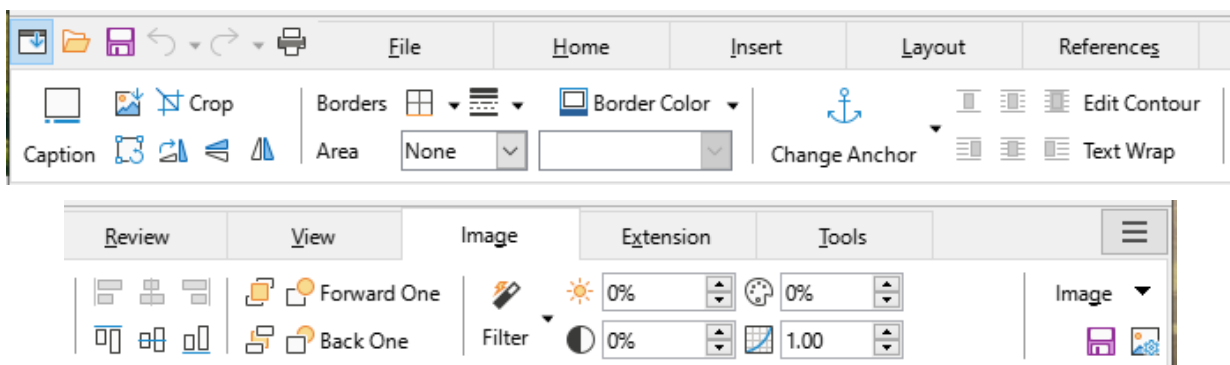 File Home Insert Layout References
Crop Borders Border Color Edit Contour
Caption Area None Change Anchor Text Wrap
Review View Image Extension Tools
Forward One 0% 0% Image
Back One Filter 0% 1.00